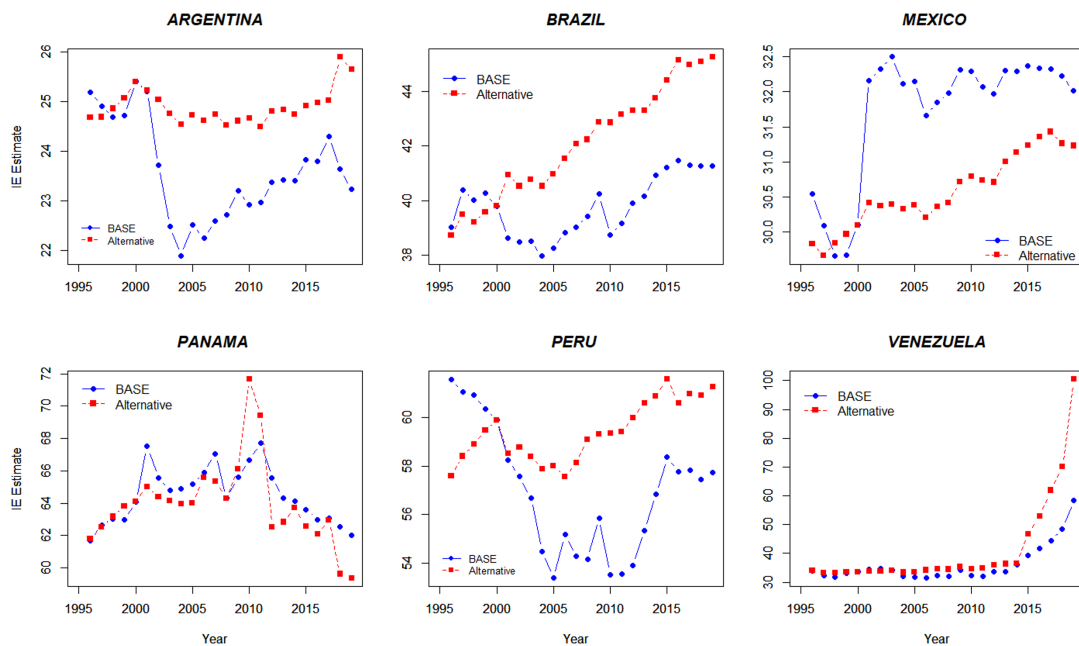 ARGENTINA
IE Estimate
26
25
24
23
22
BASE
Alternative
1995 2000 2005 2010 2015
BRAZIL
44
42
40
38
BASE
Alternative
1995 2000 2005 2010 2015
MEXICO
32.5
32.0
31.5
31.0
30.5
30.0
BASE
Alternative
1995 2000 2005 2010 2015
PANAMA
IE Estimate
72
70
68
66
64
62
60
BASE
Alternative
1995 2000 2005 2010 2015
Year
PERU
60
58
56
54
BASE
Alternative
1995 2000 2005 2010 2015
Year
VENEZUELA
100
90
80
70
60
50
40
30
BASE
Alternative
1995 2000 2005 2010 2015
Year